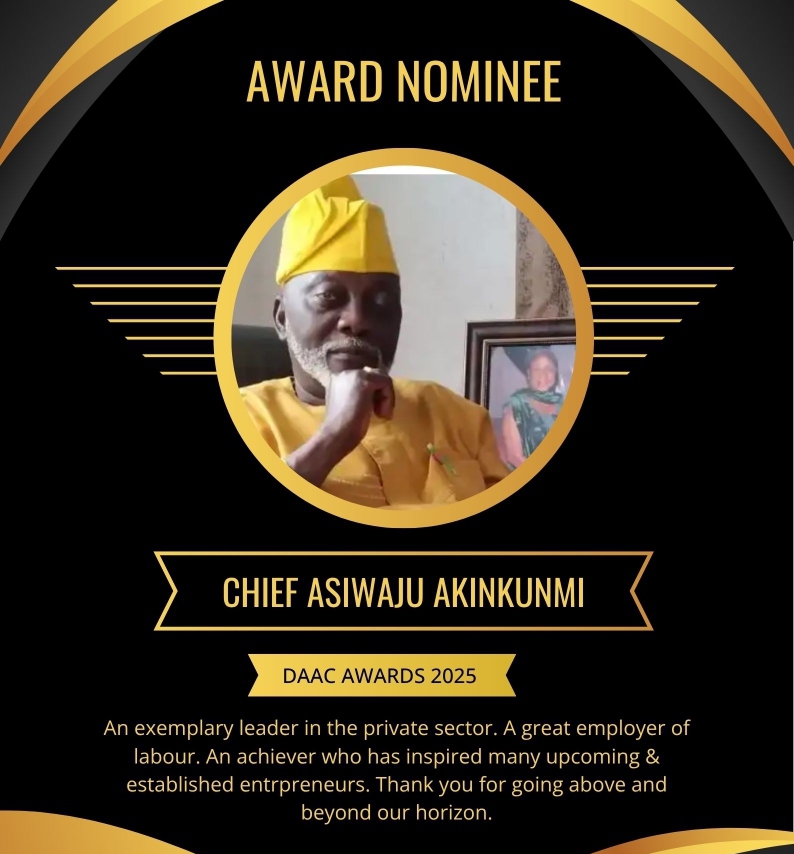 AWARD NOMINEE
CHIEF ASIWAJU AKINKUNMI
DAAC AWARDS 2025
An exemplary leader in the private sector. A great employer of
labour. An achiever who has inspired many upcoming &
established entrpreneurs. Thank you for going above and
beyond our horizon.